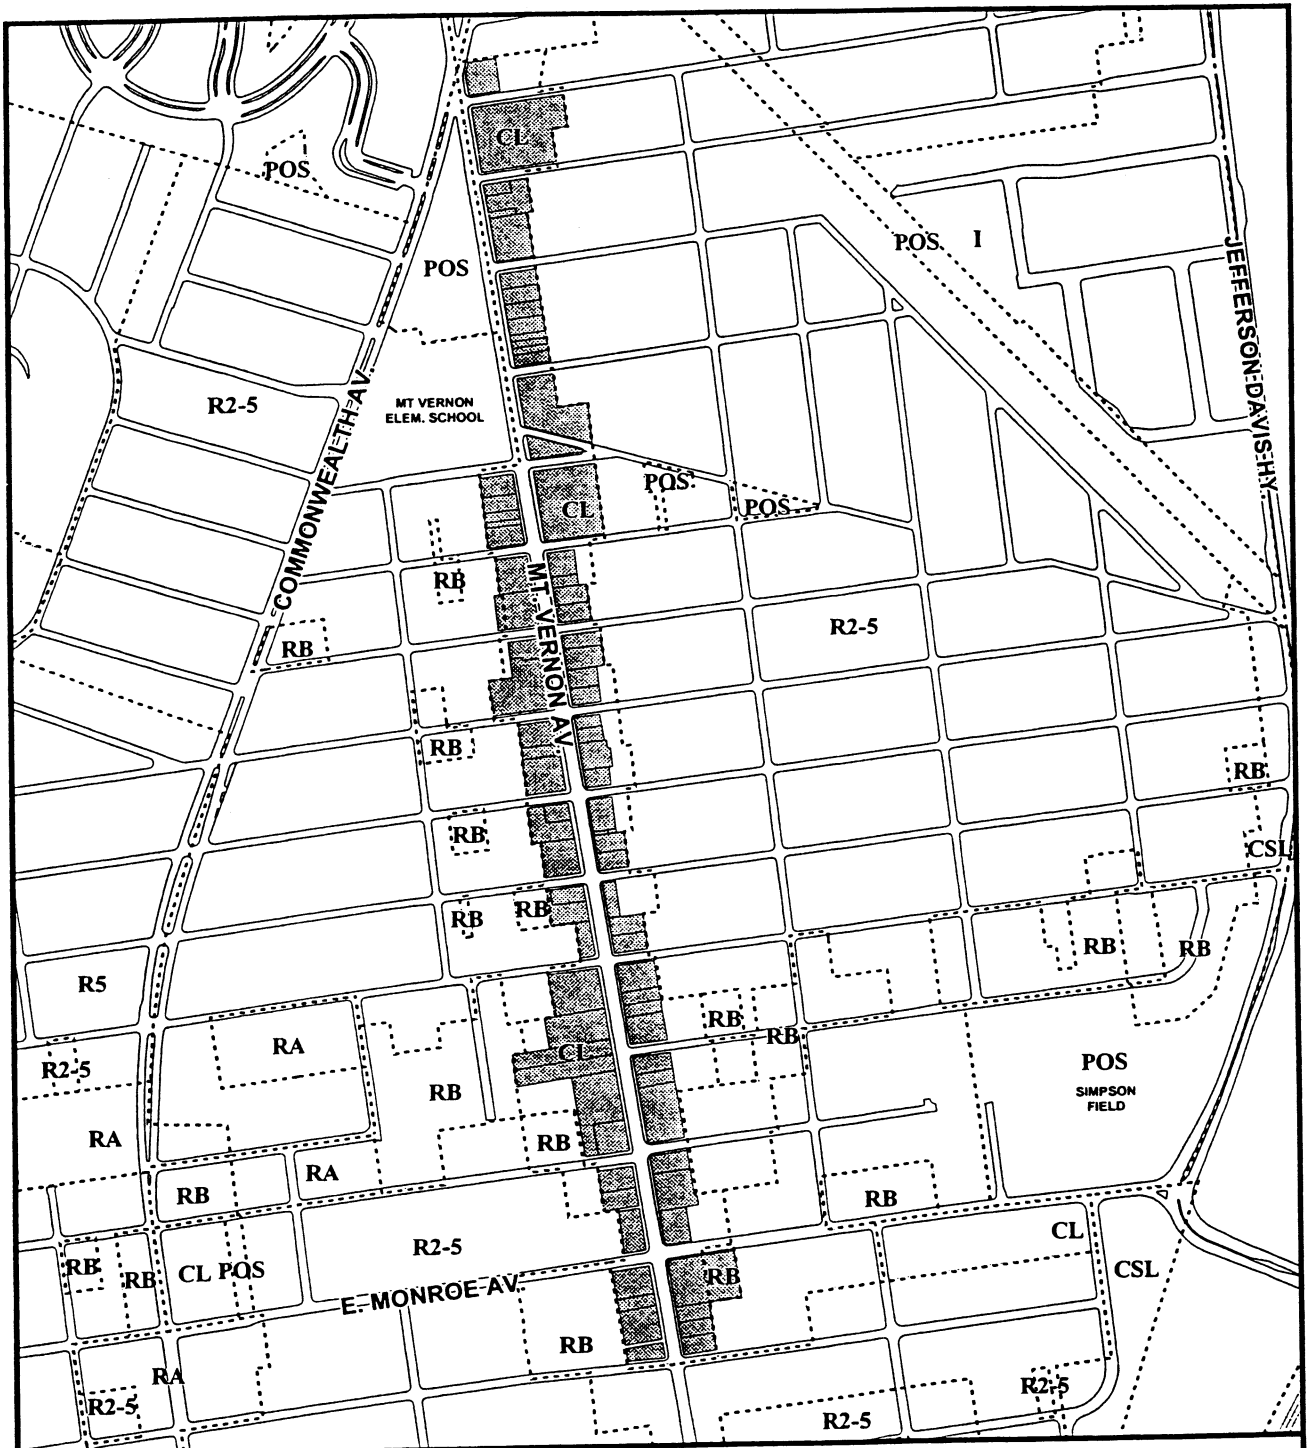 CL
POS
POS
POS
I
JEFFERSON DAVIS HY
R2-5
MT VERNON
ELEM. SCHOOL
COMMONWEALTH AV
POS
POS
CL
RB
MT VERNON AV
R2-5
RB
RB
RB
RB
CSL
RB
RB
RB
RB
R5
RB
RB
RA
CL
R2-5
POS
SIMPSON
FIELD
RB
RA
RB
RA
RB
RB
CL
R2-5
RB
RB
CL POS
CSL
RB
E. MONROE AV
RB
RA
R2-5
R2-5
R2-5